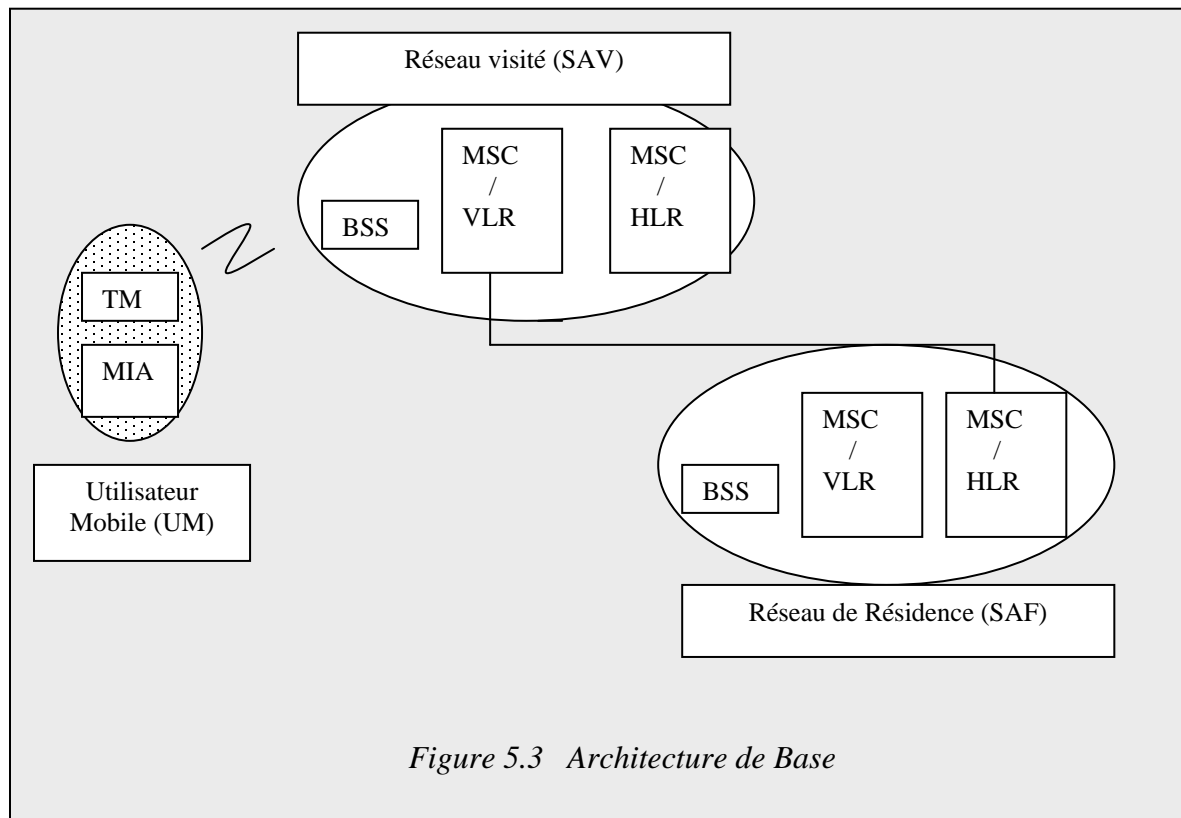 Réseau visité (SAV)
MSC
/
VLR
MSC
/
HLR
BSS
TM
MIA
Utilisateur
Mobile (UM)
MSC
/
VLR
MSC
/
HLR
BSS
Réseau de Résidence (SAF)
Figure 5.3 Architecture de Base